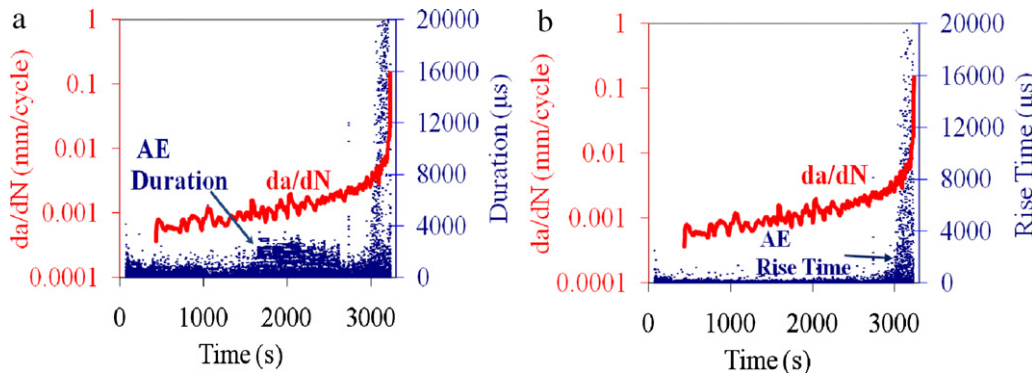 a
da/dN (mm/cycle)
1
0.1
0.01
0.001
0.0001
AE
Duration
da/dN
20000
16000
12000
8000
4000
0
Duration (µs)
0
1000
2000
3000
Time (s)
b
da/dN (mm/cycle)
1
0.1
0.01
0.001
0.0001
da/dN
AE
Rise Time
20000
16000
12000
8000
4000
0
Rise Time (µs)
0
1000
2000
3000
Time (s)